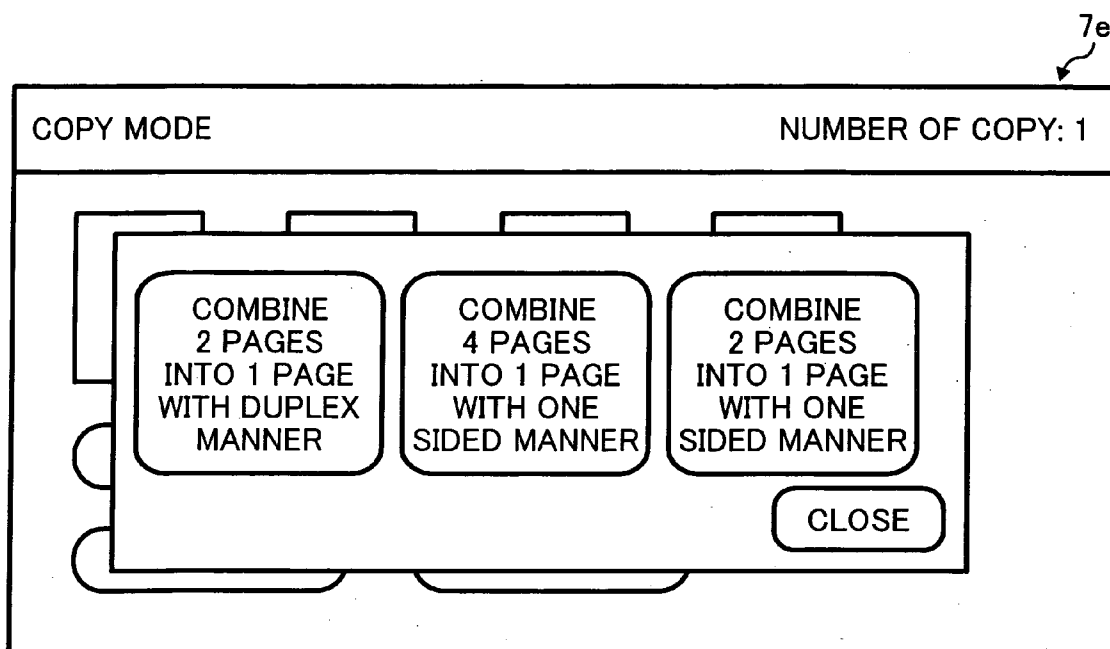 7e
COPY MODE
NUMBER OF COPY: 1
COMBINE
2 PAGES
INTO 1 PAGE
WITH DUPLEX
MANNER
COMBINE
4 PAGES
INTO 1 PAGE
WITH ONE
SIDED MANNER
COMBINE
2 PAGES
INTO 1 PAGE
WITH ONE
SIDED MANNER
CLOSE